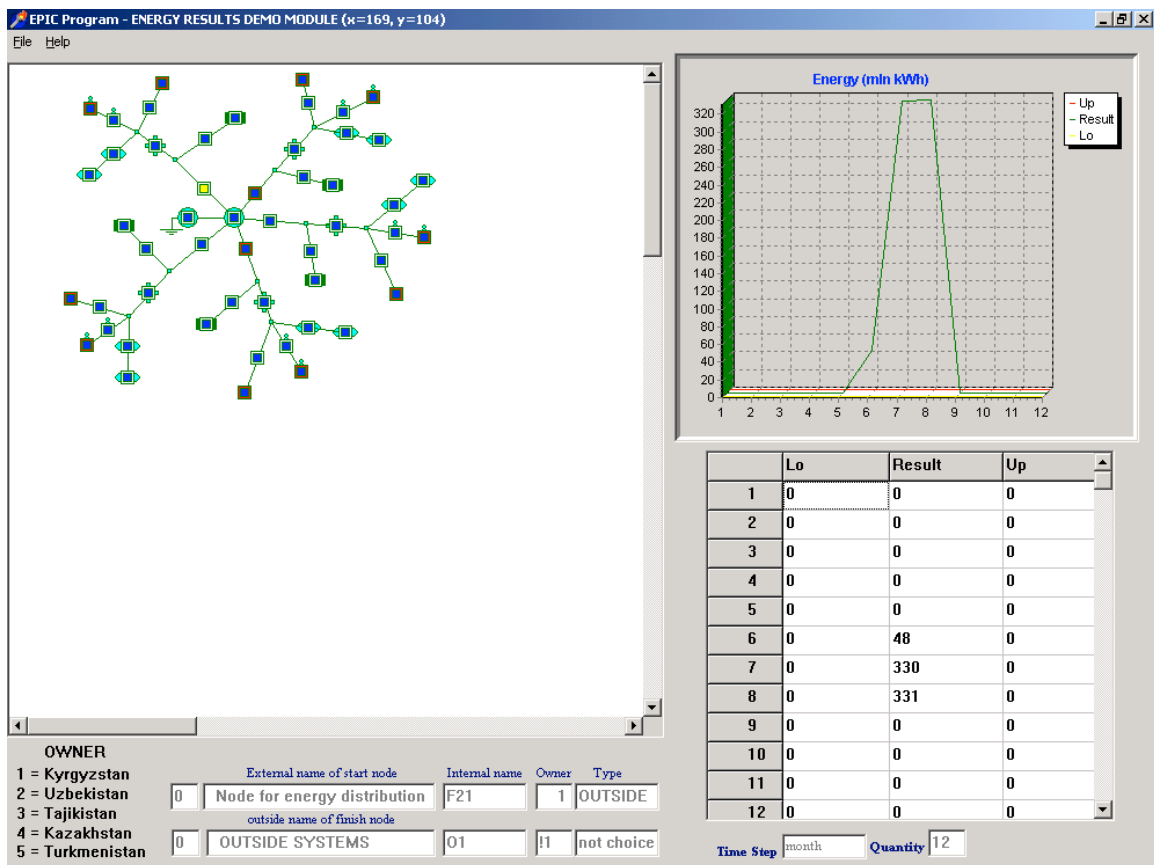 EPIC Program - ENERGY RESULTS DEMO MODULE (x=169, y=104)
File Help
Energy (mln kWh)
Up
Result
Lo
320
300
280
260
240
220
200
180
160
140
120
100
80
60
40
20
0
1 2 3 4 5 6 7 8 9 10 11 12
Lo Result Up
1 0 0 0
2 0 0 0
3 0 0 0
4 0 0 0
5 0 0 0
6 0 48 0
7 0 330 0
8 0 331 0
9 0 0 0
10 0 0 0
11 0 0 0
12 0 0 0
Time Step month Quantity 12
OWNER
1 = Kyrgyzstan
2 = Uzbekistan
3 = Tajikistan
4 = Kazakhstan
5 = Turkmenistan
External name of start node Internal name Owner Type
0 Node for energy distribution F21 1 OUTSIDE
outside name of finish node
0 OUTSIDE SYSTEMS O1 !1 not choice